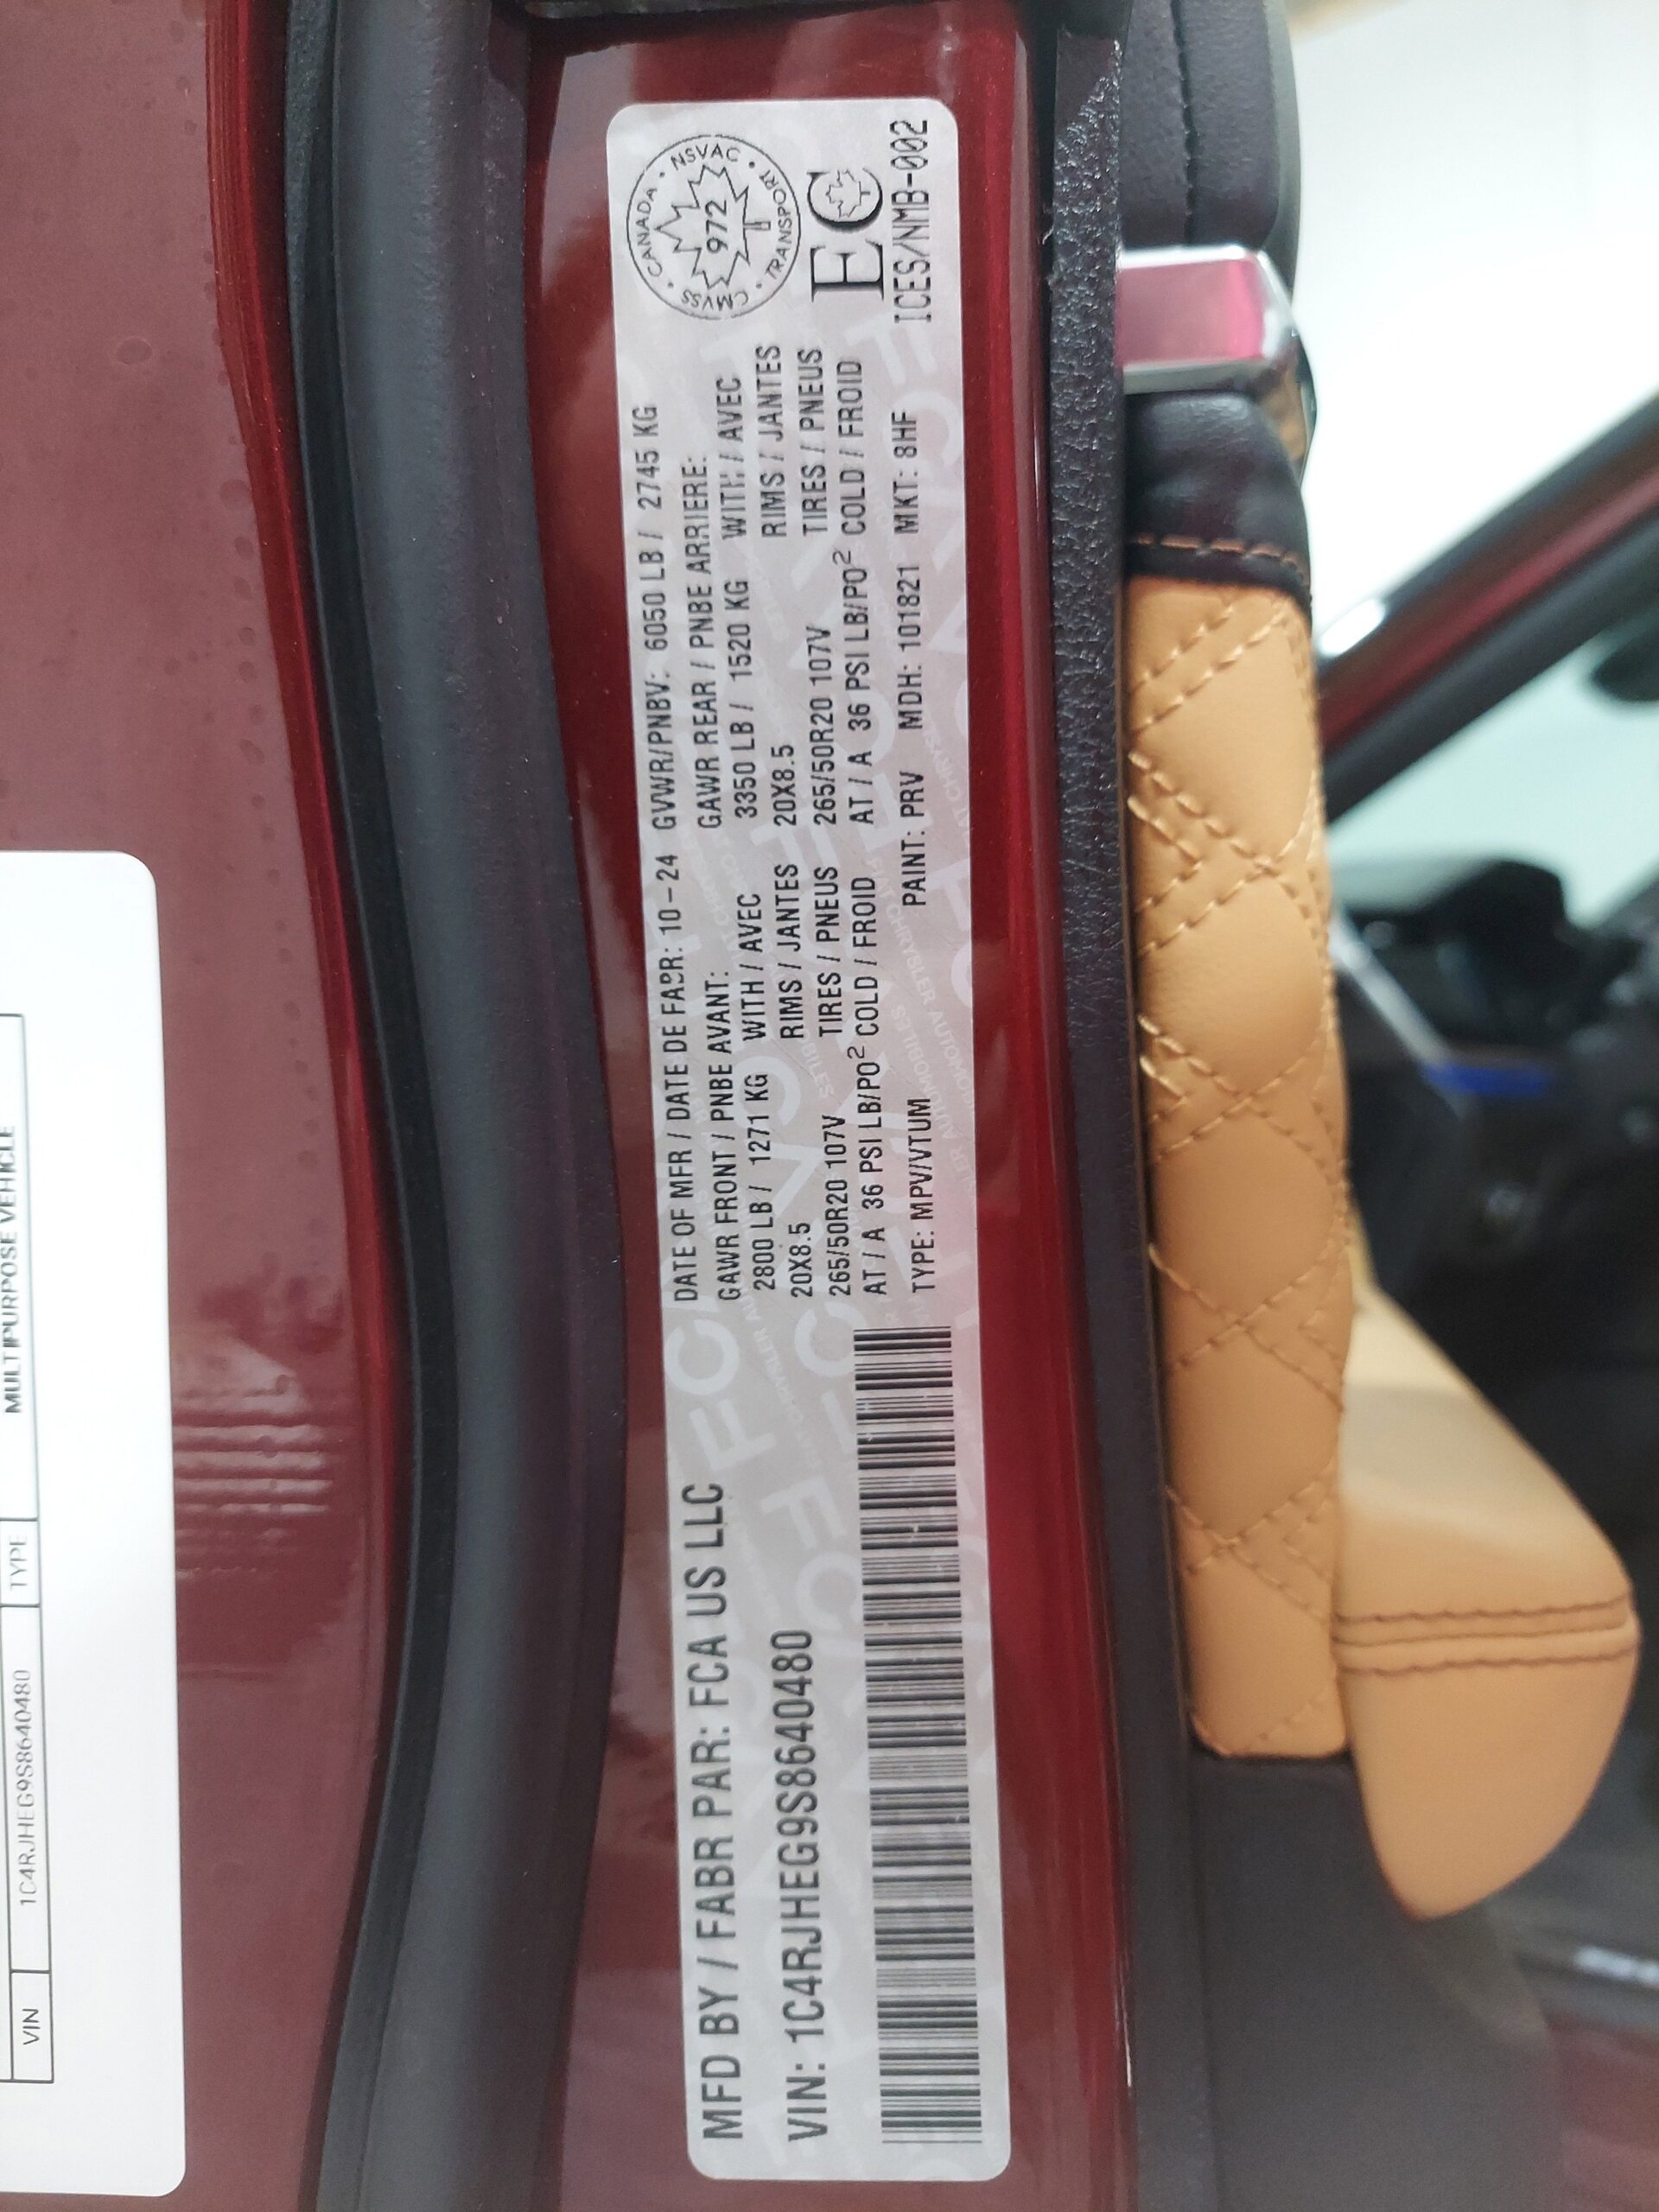 MULTIPURPOSE VEHICLE
TYPE
1C4RJHEG9S8640480
VIN
MFD BY / FABR PAR: FCA US LLC
VIN: 1C4RJHEG9S8640480
DATE OF MFR / DATE DE FABR: 10-24 GVWR/PNBV: 6050 LB / 2745 KG
GAWR FRONT / PNBE AVANT: GAWR REAR / PNBE ARRIERE:
2800 LB / 1271 KG WITH / AVEC 3350 LB / 1520 KG WITH / AVEC
20X8.5 RIMS / JANTES 20X8.5 RIMS / JANTES
265/50R20 107V TIRES / PNEUS 265/50R20 107V TIRES / PNEUS
AT / A 36 PSI LB/PO² COLD / FROID AT / A 36 PSI LB/PO² COLD / FROID
TYPE: MPV/VTUM PAINT: PRV MDH: 101821 MKT: 8HF
CANADA • NSVAC • TRANSPORT • CMVSS •
972
EC
ICES/NMB-002